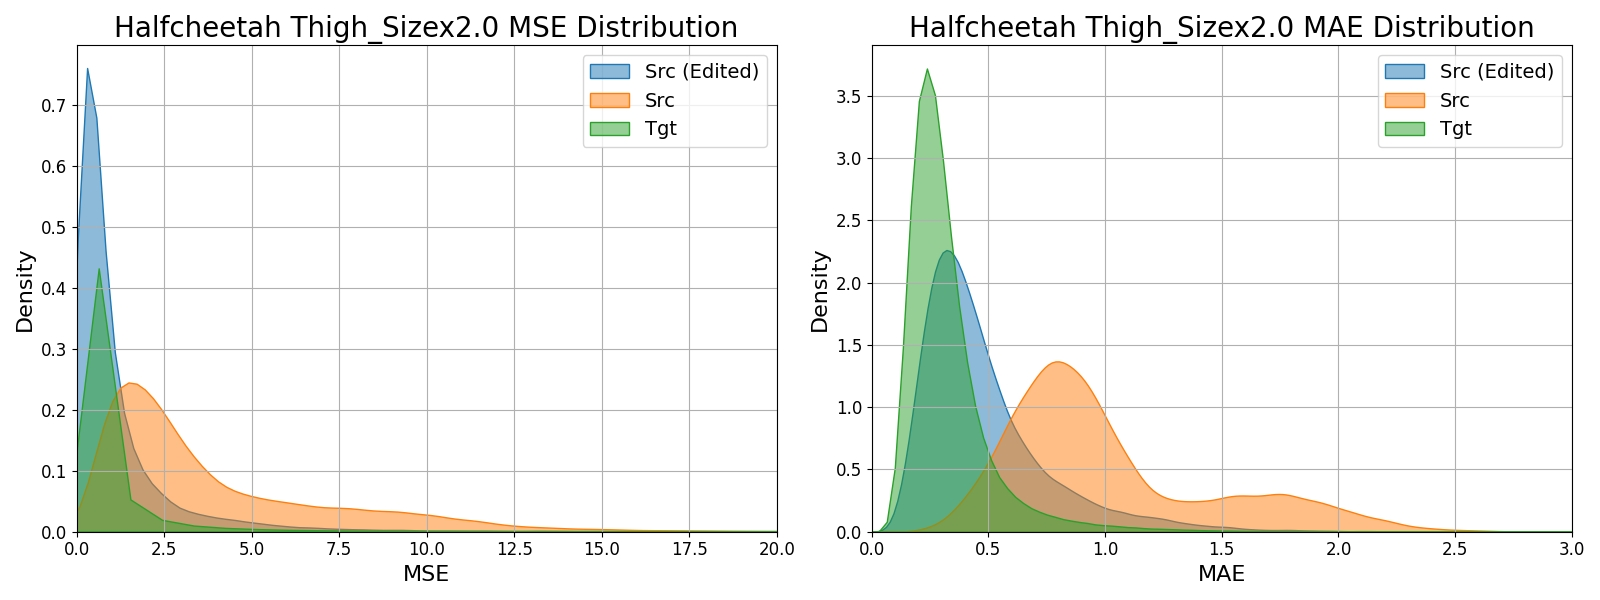 Halfcheetah Thigh_Sizex2.0 MSE Distribution
Src (Edited)
Src
Tgt
0.7
0.6
0.5
0.4
0.3
0.2
0.1
0.0
Density
0.0 2.5 5.0 7.5 10.0 12.5 15.0 17.5 20.0
MSE
Halfcheetah Thigh_Sizex2.0 MAE Distribution
Src (Edited)
Src
Tgt
3.5
3.0
2.5
2.0
1.5
1.0
0.5
0.0
Density
0.0 0.5 1.0 1.5 2.0 2.5 3.0
MAE